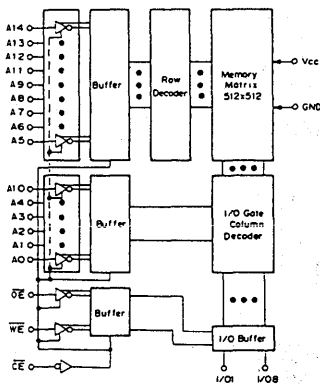 A14
A13
A12
A11
A9
A8
A7
A6
A5
Buffer
Row
Decoder
Memory
Matrix
512x512
Vcc
GND
A10
A4
A3
A2
A1
A0
Buffer
I/O Gate
Column
Decoder
OE
WE
CE
Buffer
I/O Buffer
I/O1
I/O8